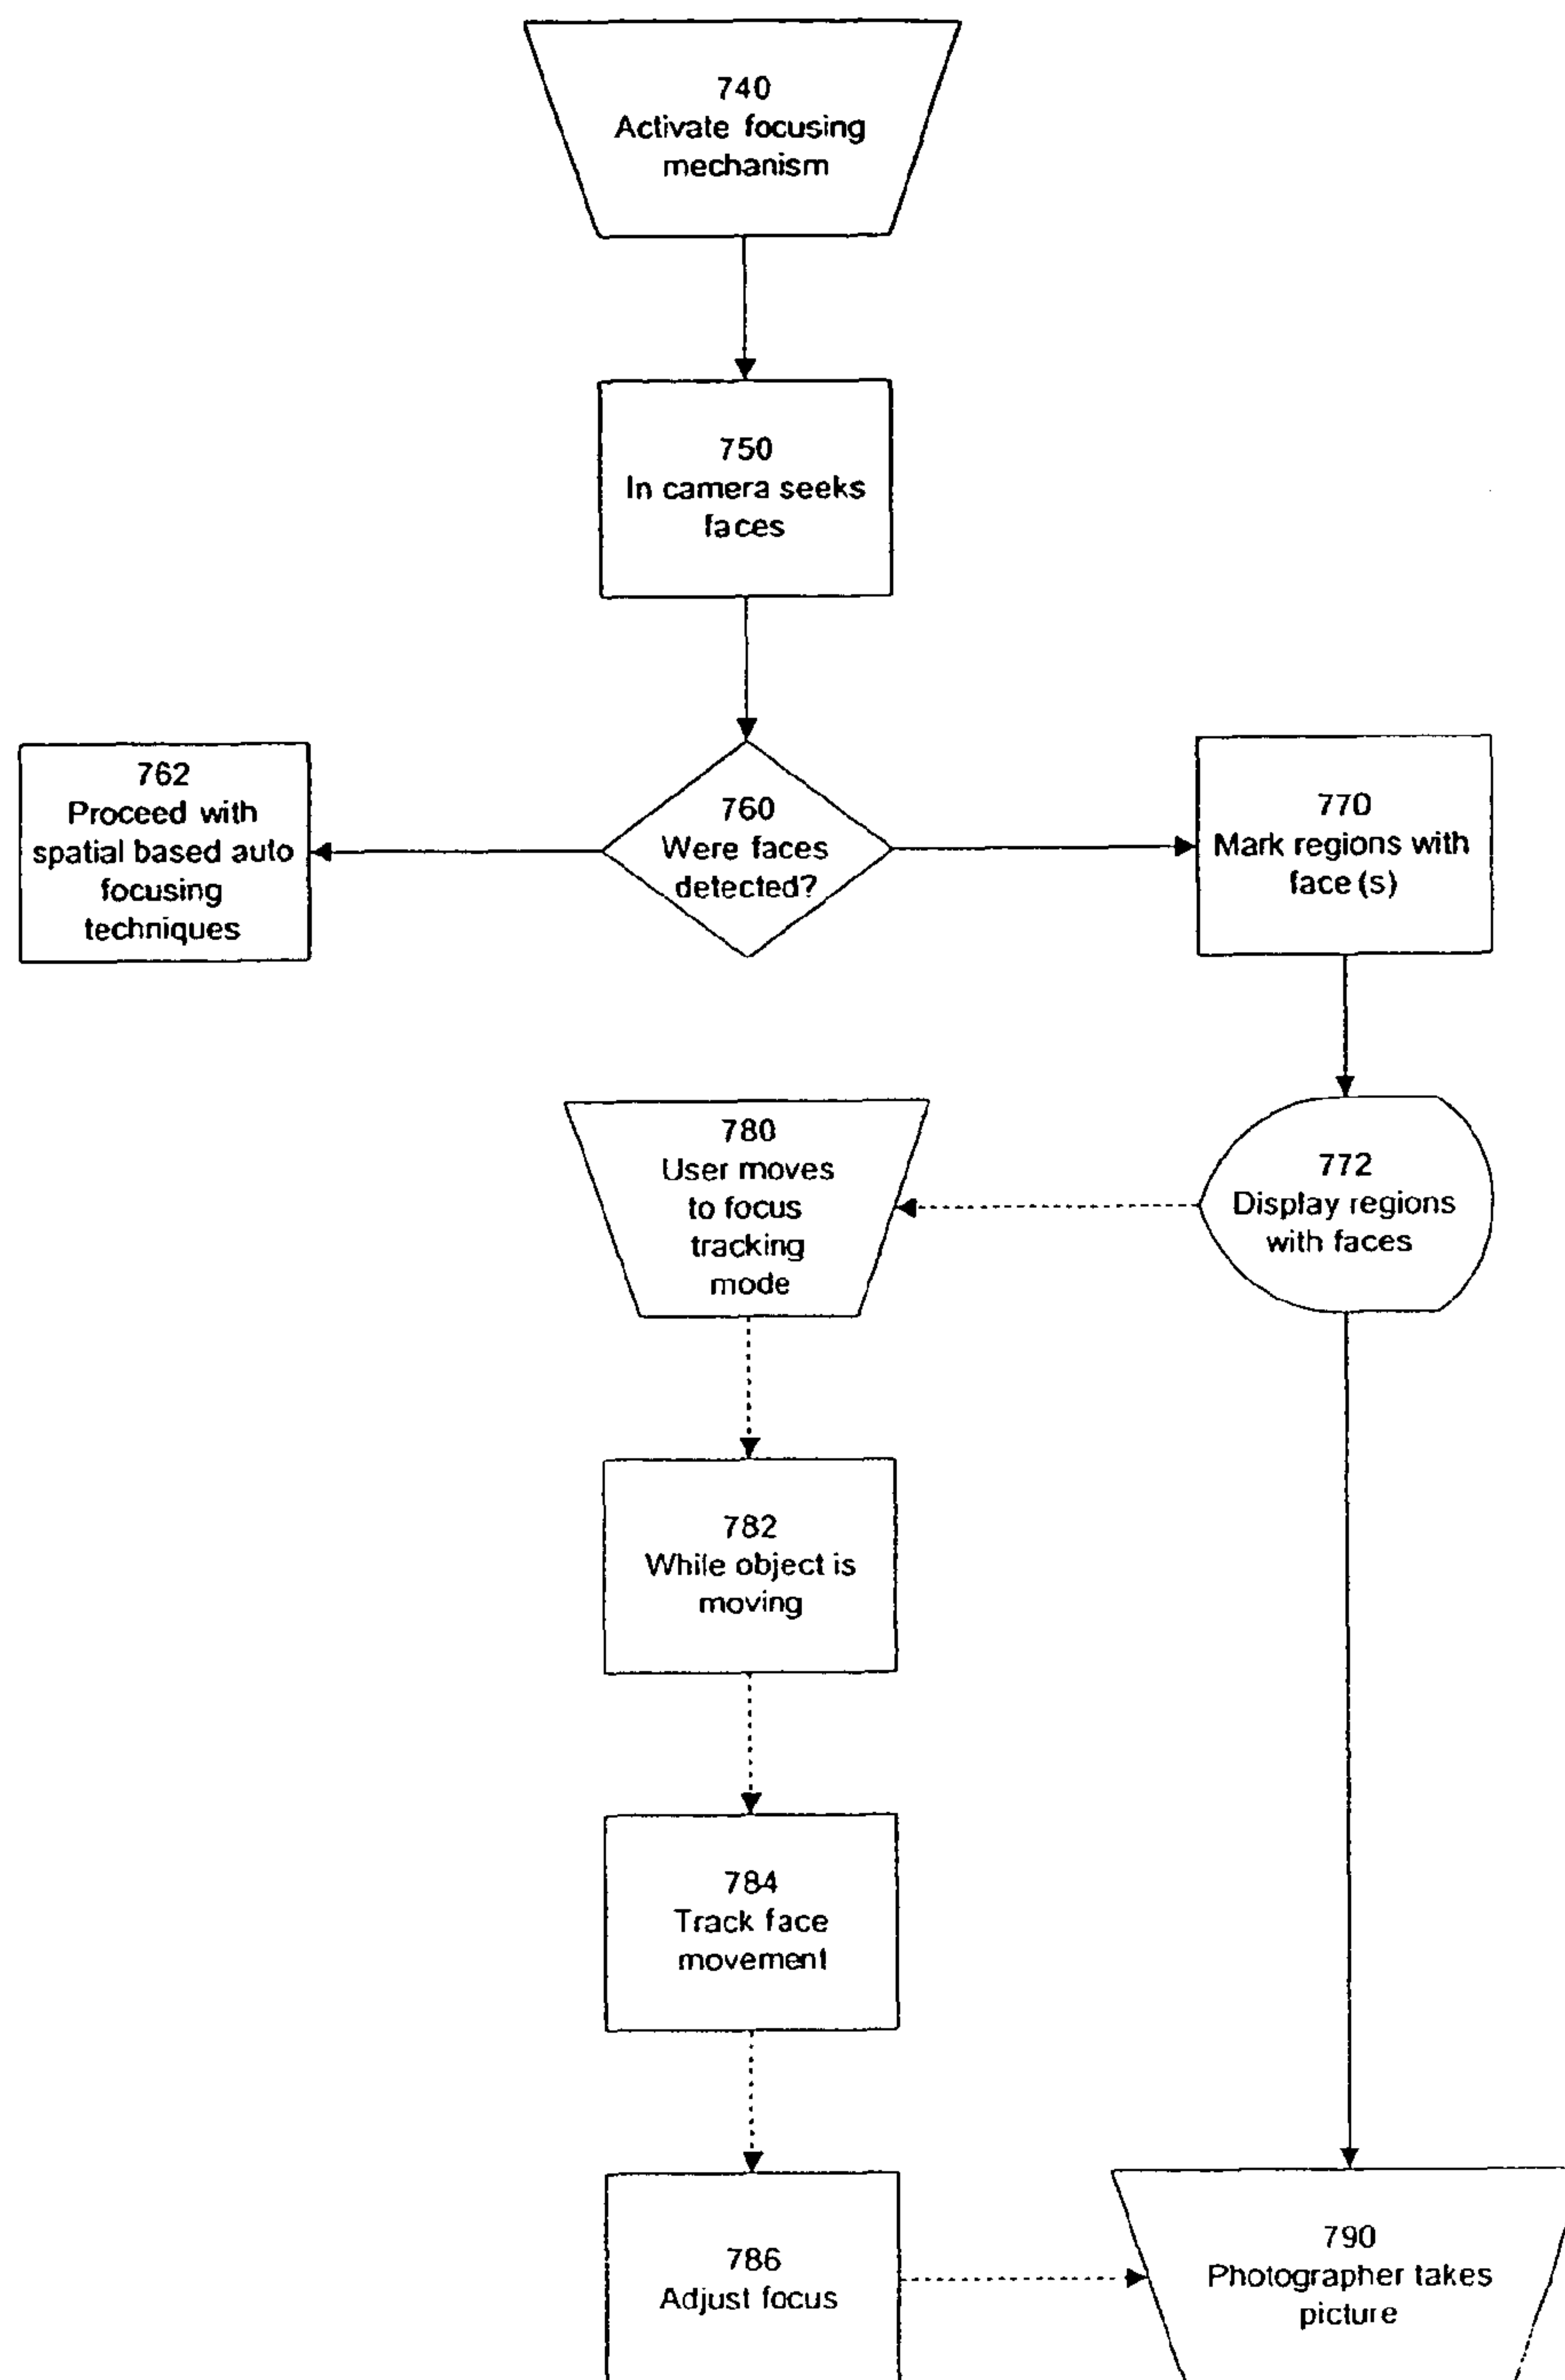 740
Activate focusing
mechanism
750
In camera seeks
faces
760
Were faces
detected?
762
Proceed with
spatial based auto
focusing
techniques
770
Mark regions with
face (s)
772
Display regions
with faces
780
User moves
to focus
tracking
mode
782
While object is
moving
784
Track face
movement
786
Adjust focus
790
Photographer takes
picture